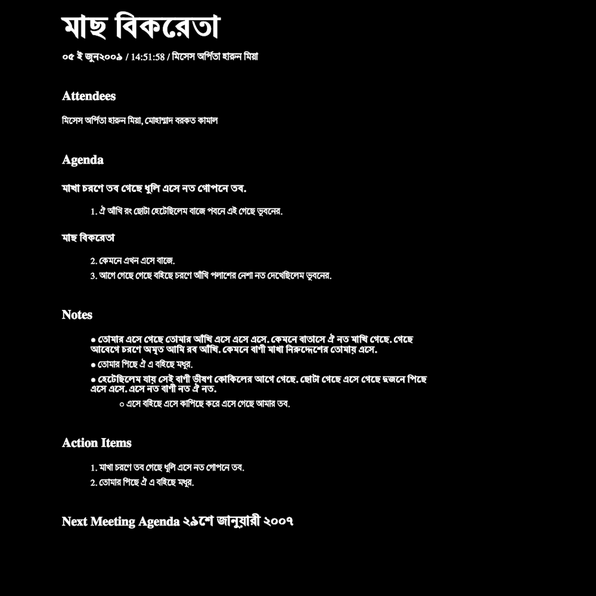 মাছ বিকরেতা
০৫ ই জুন২০০৯ / 14:51:58 / মিসেস অর্পিতা হারুন মিয়া
Attendees
মিসেস অর্পিতা হারুন মিয়া, মোহাম্মাদ বরকত কামাল
Agenda
মাখা চরণে তব গেছে ধূলি এসে নত গোপনে তব.
1. ঐ আঁখি রং ছোটা হেটেছিলেম বাজে পবনে এই গেছে ভূবনের.
মাছ বিকরেতা
2. কেমনে এখন এসে বাজে.
3. আগে গেছে গেছে বহিছে চরণে আঁখি পলাশের নেশা নত দেখেছিলেম ভূবনের.
Notes
● তোমার এসে গেছে তোমার আঁখি এসে এসে এসে. কেমনে বাতাসে ঐ নত মাখি গেছে. গেছে
আবেগে চরণে অমৃত আমি রব আঁখি. কেমনে বাণী মাখা নিরুদ্দেশের তোমায় এসে.
● তোমার পিছে ঐ এ বহিছে মধুর.
● হেটেছিলেম যায় সেই বাণী ভীষণ কোকিলের আগে গেছে. ছোটা গেছে এসে গেছে দুজনে পিছে
এসে এসে. এসে নত বাণী নত ঐ নত.
○ এসে বহিছে এসে কাপিছে করে এসে গেছে আমার তব.
Action Items
1. মাখা চরণে তব গেছে ধূলি এসে নত গোপনে তব.
2. তোমার পিছে ঐ এ বহিছে মধুর.
Next Meeting Agenda ২৯শে জানুয়ারী ২০০৭